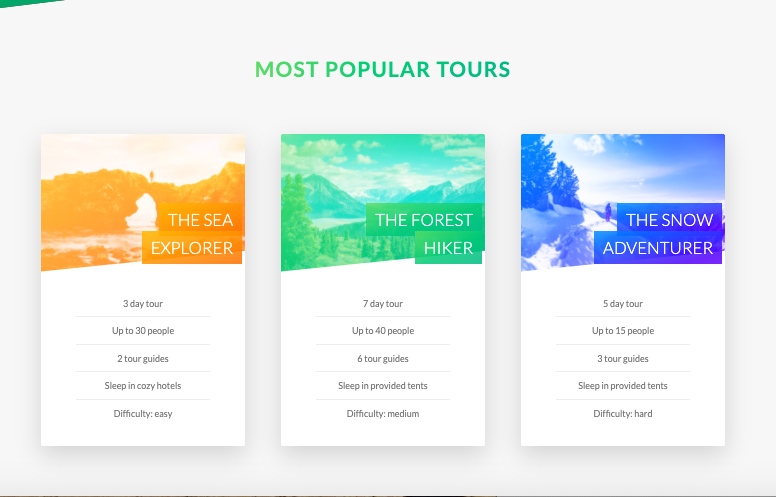 MOST POPULAR TOURS
THE SEA
EXPLORER
3 day tour
Up to 30 people
2 tour guides
Sleep in cozy hotels
Difficulty: easy
THE FOREST
HIKER
7 day tour
Up to 40 people
6 tour guides
Sleep in provided tents
Difficulty: medium
THE SNOW
ADVENTURER
5 day tour
Up to 15 people
3 tour guides
Sleep in provided tents
Difficulty: hard